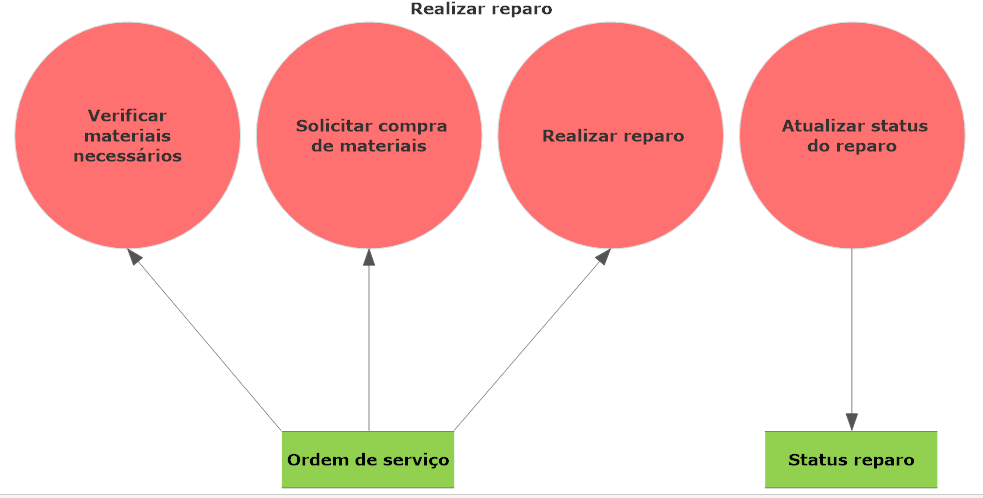 Realizar reparo
Verificar
materiais
necessários
Solicitar compra
de materiais
Realizar reparo
Atualizar status
do reparo
Ordem de serviço
Status reparo